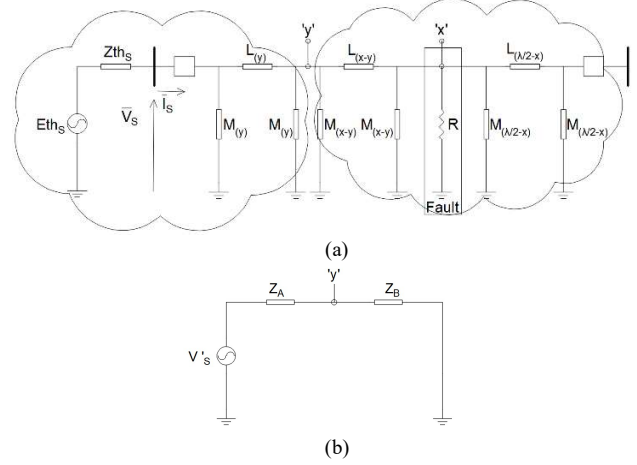 'y' 'x'
Zth_S L_(y) L_(x-y) L_(λ/2-x)
Eth_S V̅_S I̅_S M_(y) M_(y) M_(x-y) M_(x-y) R M_(λ/2-x) M_(λ/2-x)
Fault
(a)
'y'
Z_A Z_B
V'_S
(b)